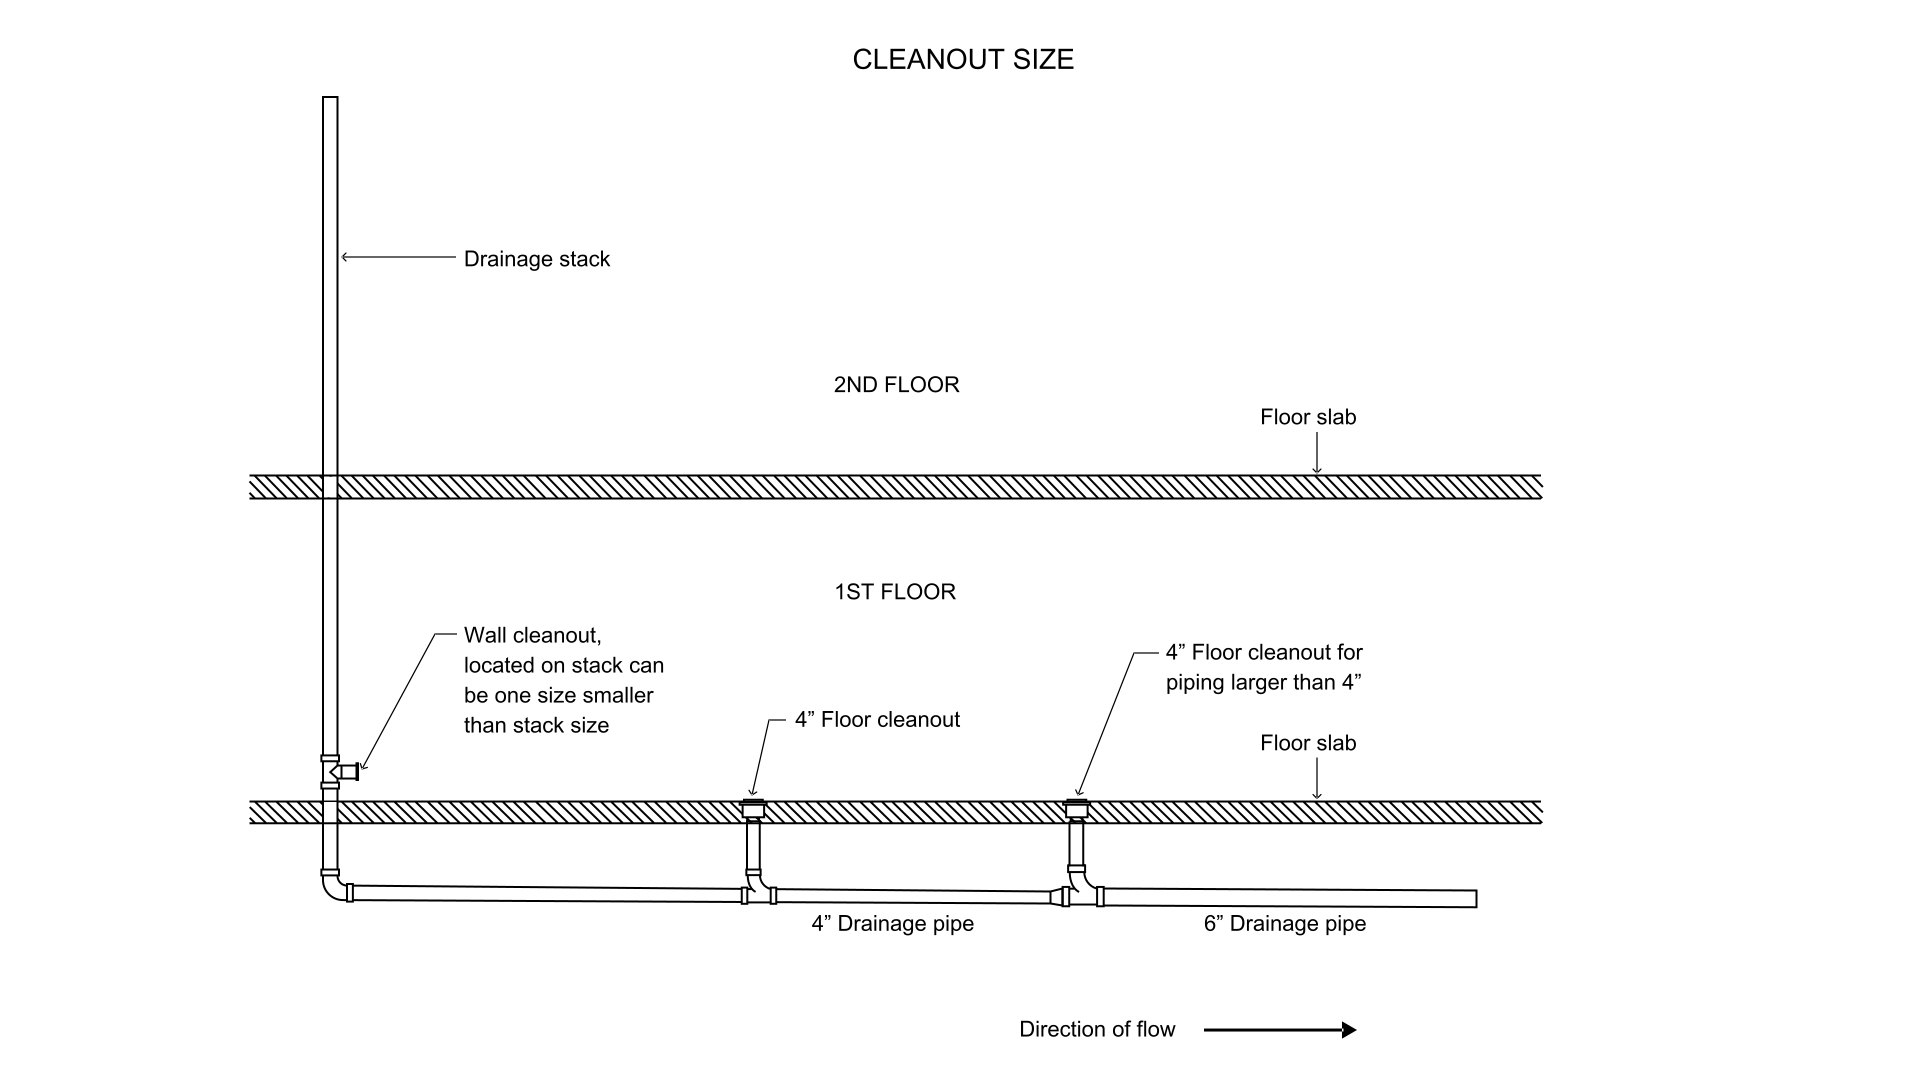 CLEANOUT SIZE
Drainage stack
2ND FLOOR
Floor slab
1ST FLOOR
Wall cleanout,
located on stack can
be one size smaller
than stack size
4” Floor cleanout for
piping larger than 4”
4” Floor cleanout
Floor slab
4” Drainage pipe
6” Drainage pipe
Direction of flow